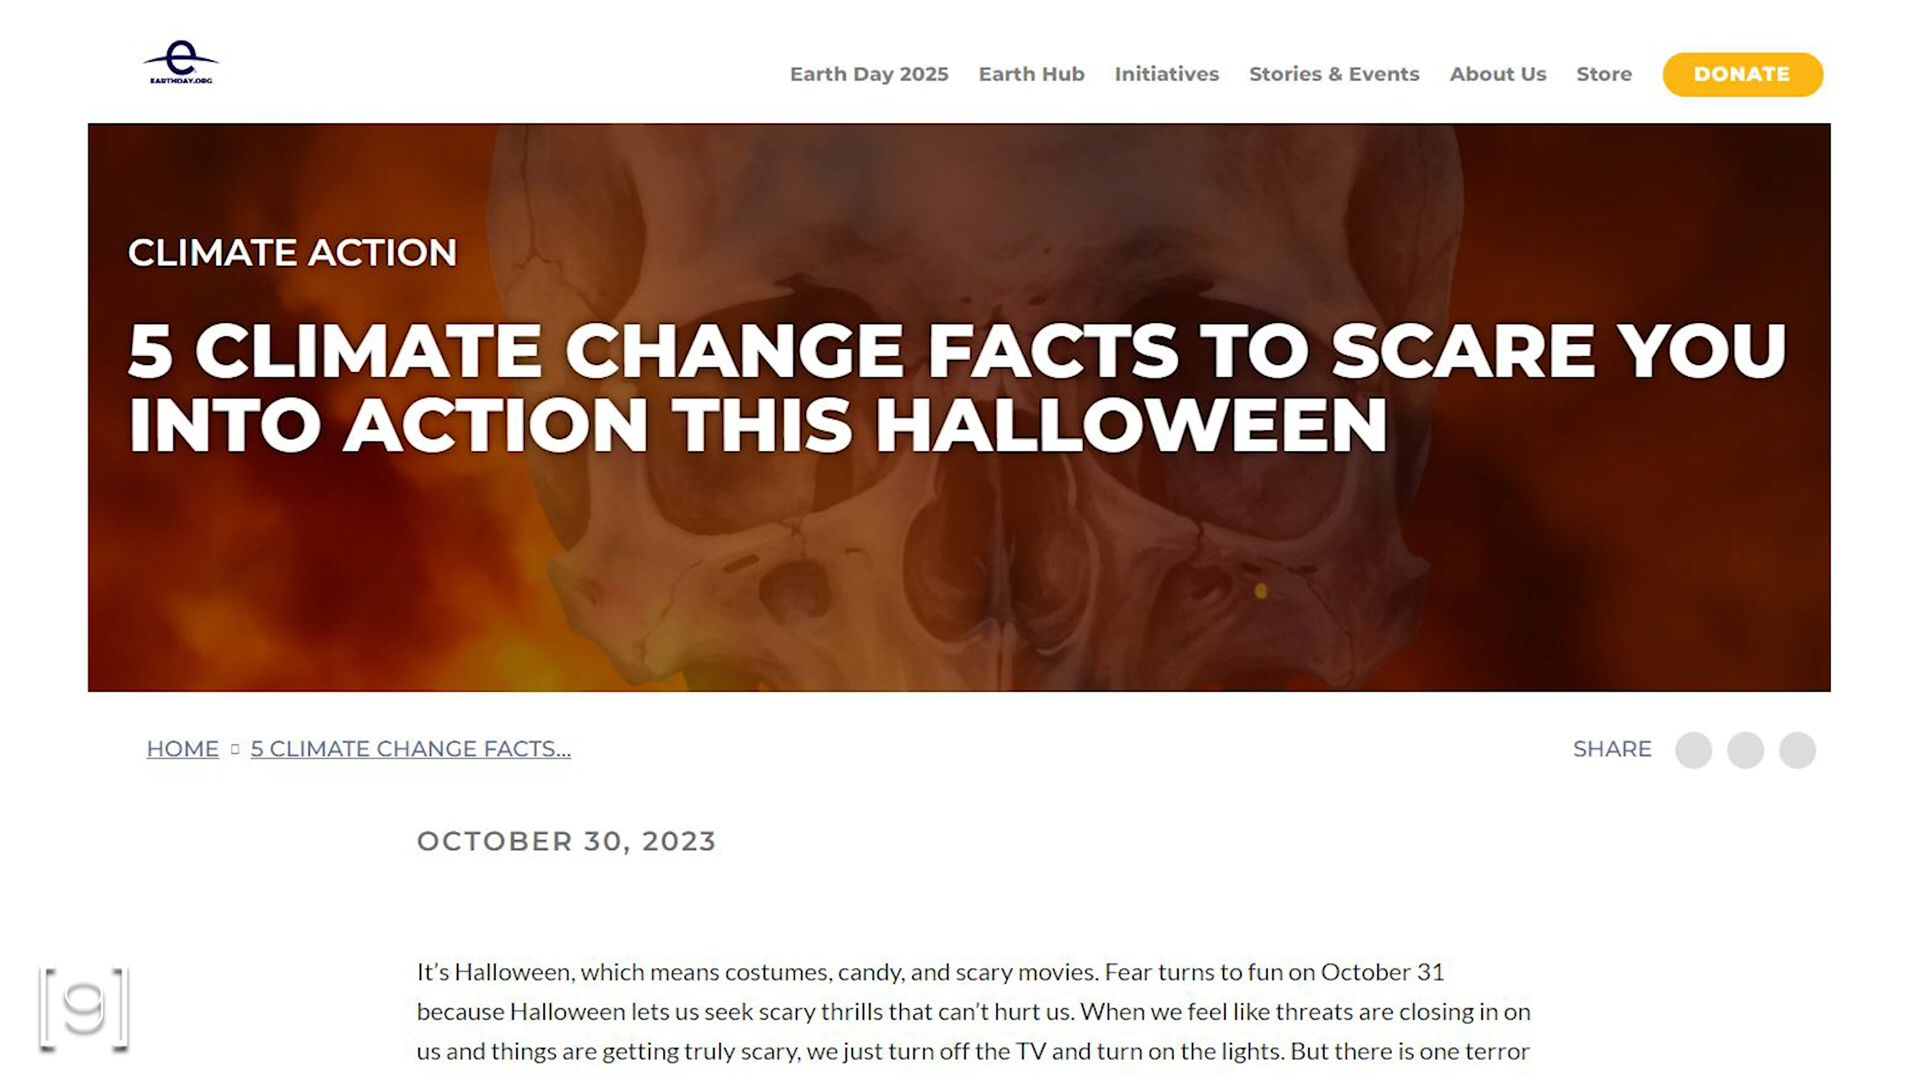 e
EARTHDAY.ORG
Earth Day 2025 Earth Hub Initiatives Stories & Events About Us Store DONATE
CLIMATE ACTION
5 CLIMATE CHANGE FACTS TO SCARE YOU
INTO ACTION THIS HALLOWEEN
HOME 5 CLIMATE CHANGE FACTS...
SHARE
OCTOBER 30, 2023
It’s Halloween, which means costumes, candy, and scary movies. Fear turns to fun on October 31
because Halloween lets us seek scary thrills that can’t hurt us. When we feel like threats are closing in on
us and things are getting truly scary, we just turn off the TV and turn on the lights. But there is one terror
[9]